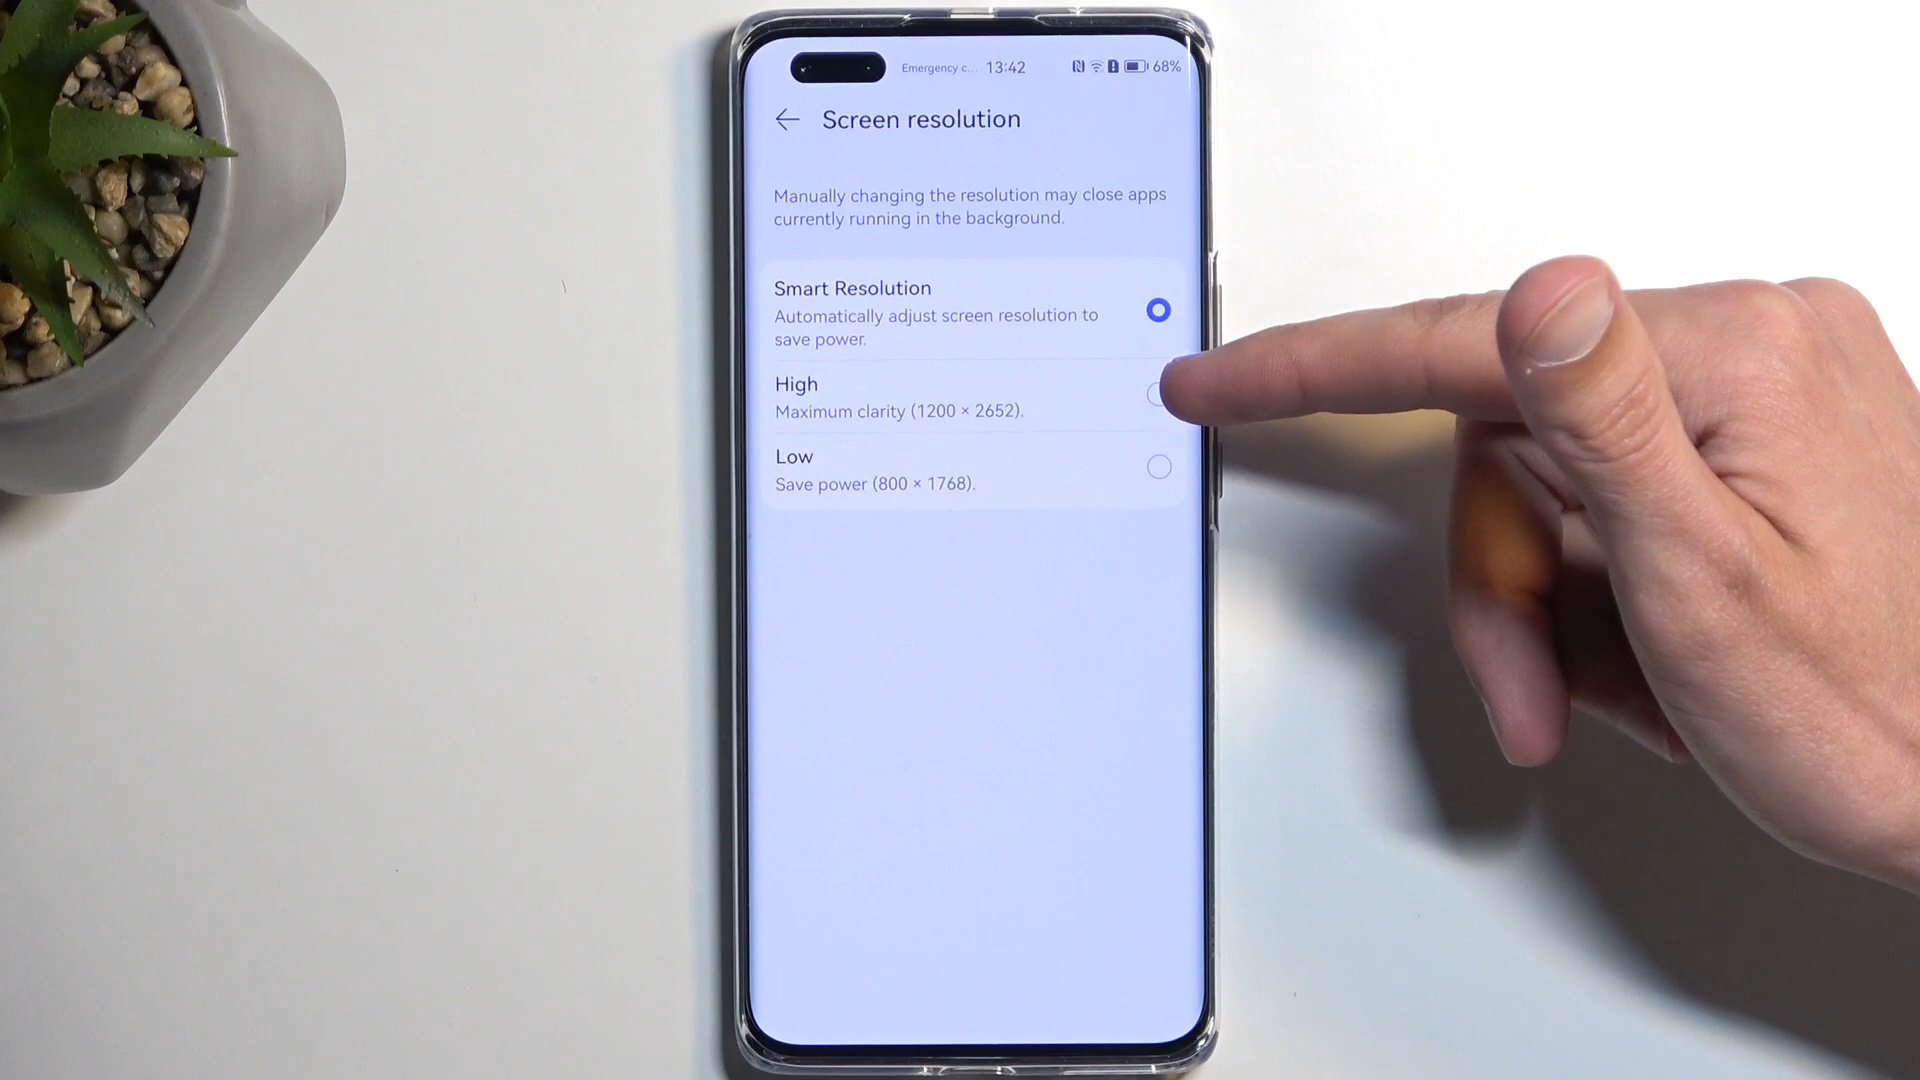 Emergency c... 13:42 68%
Screen resolution
Manually changing the resolution may close apps
currently running in the background.
Smart Resolution
Automatically adjust screen resolution to
save power.
High
Maximum clarity (1200 × 2652).
Low
Save power (800 × 1768).